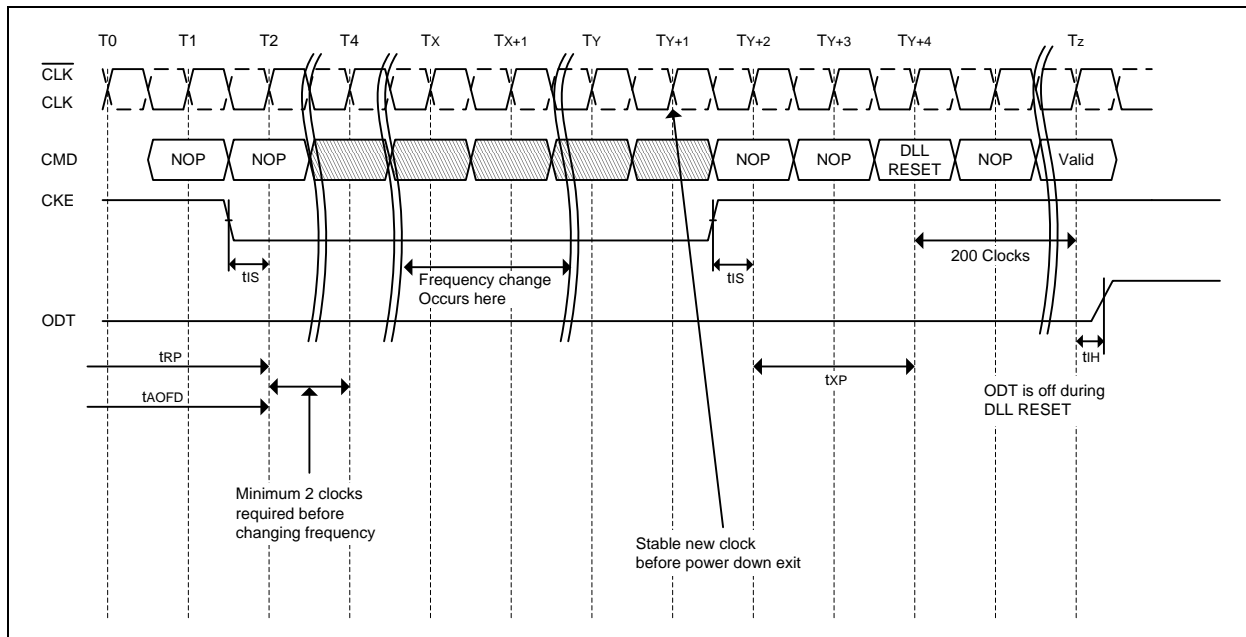 T0 T1 T2 T4 TX TX+1 TY TY+1 TY+2 TY+3 TY+4 Tz
CLK
CLK
CMD NOP NOP NOP NOP DLL RESET NOP Valid
CKE
tIS
Frequency change
Occurs here
tIS
200 Clocks
ODT
tRP
tXP
tIH
tAOFD
ODT is off during
DLL RESET
Minimum 2 clocks
required before
changing frequency
Stable new clock
before power down exit